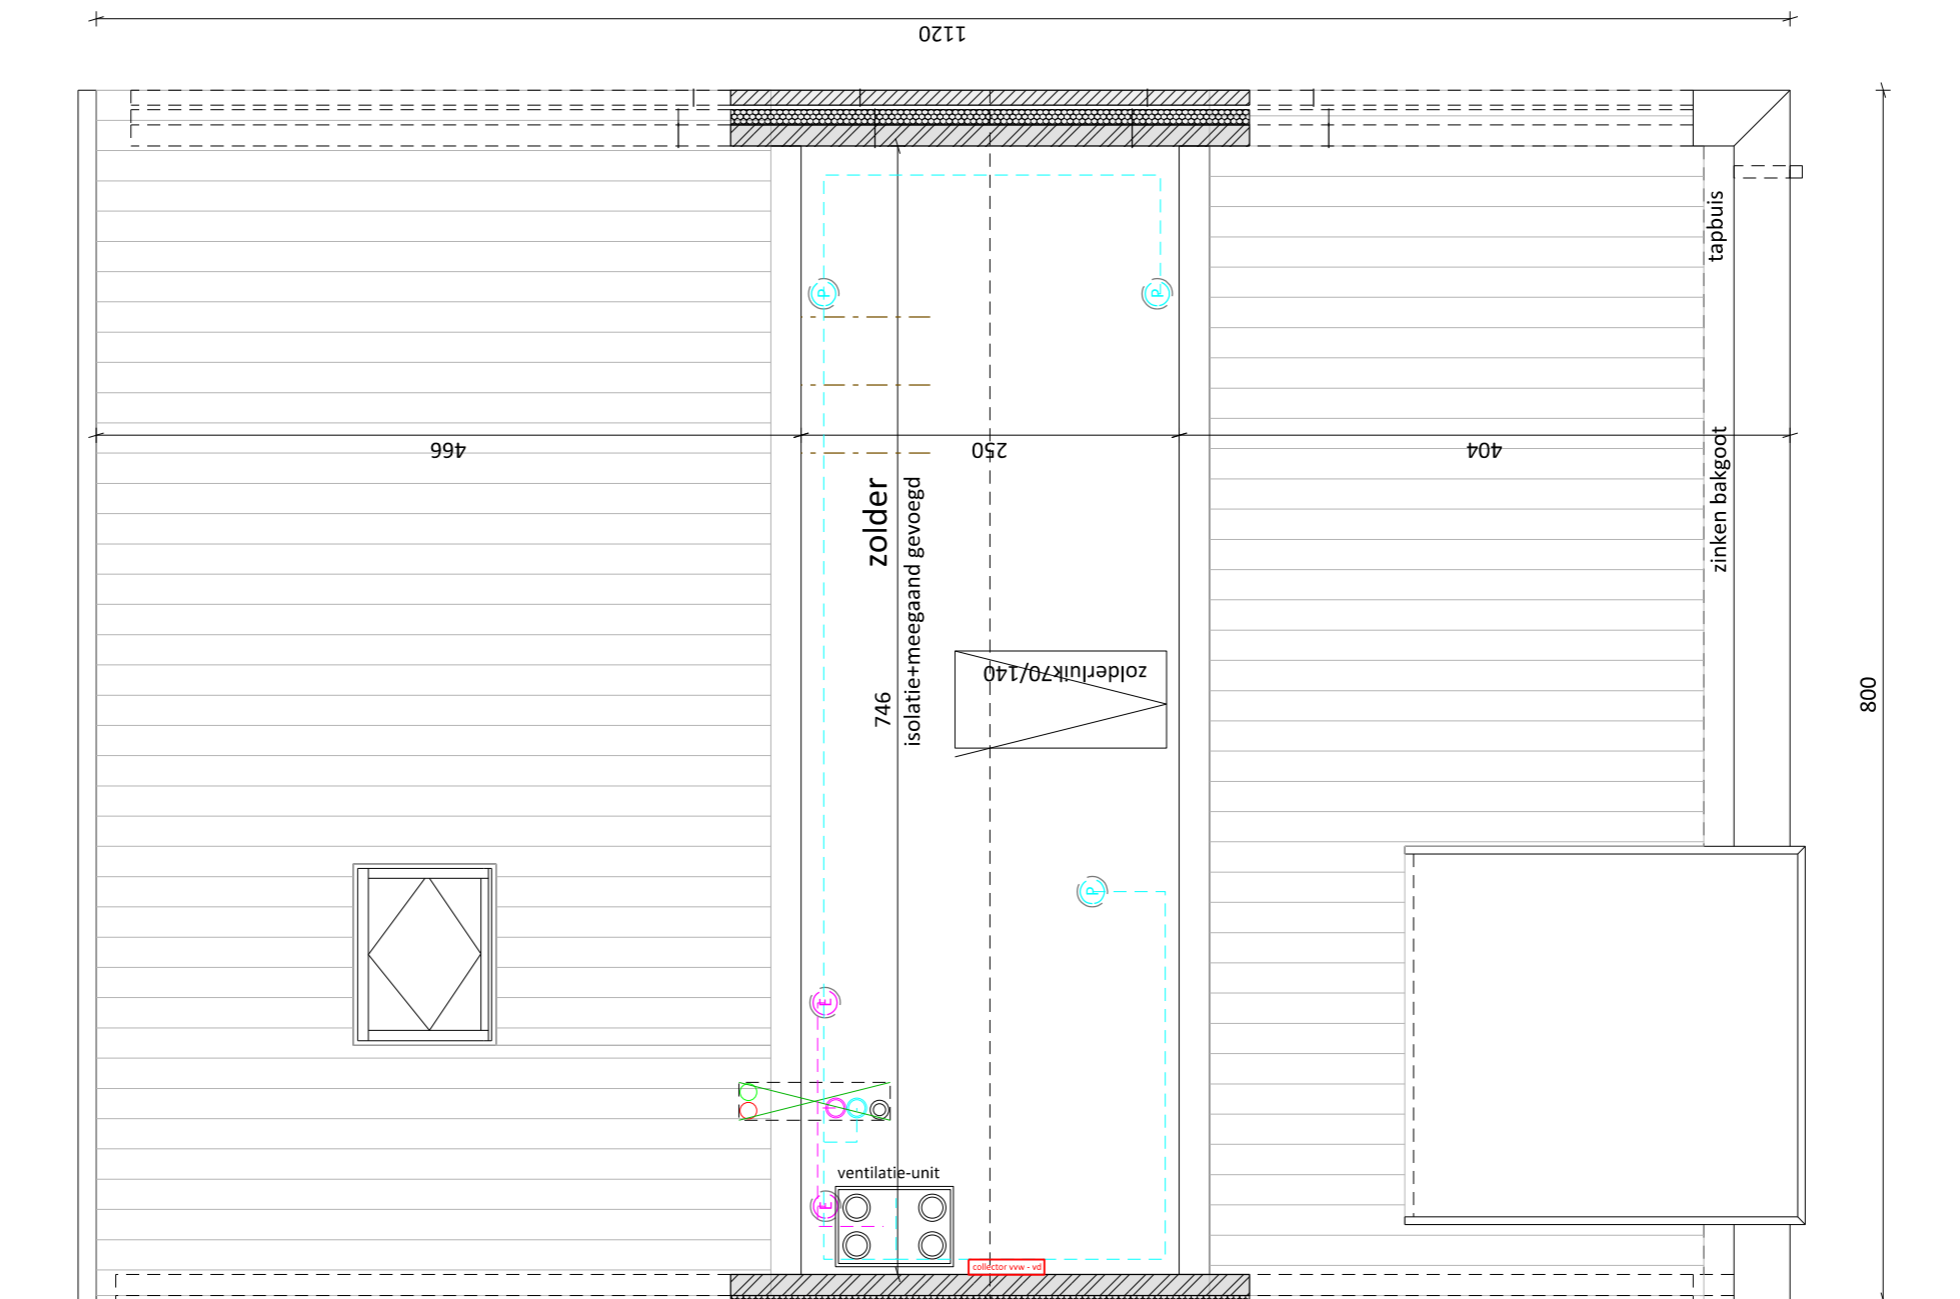 1120
tapbuis
P
P
466
250
404
zinken bakgoot
zolder
isolatie+meegaand gevoegd
746
zolderluik70/140
800
P
E
ventilatie-unit
E
collector vvw - vd